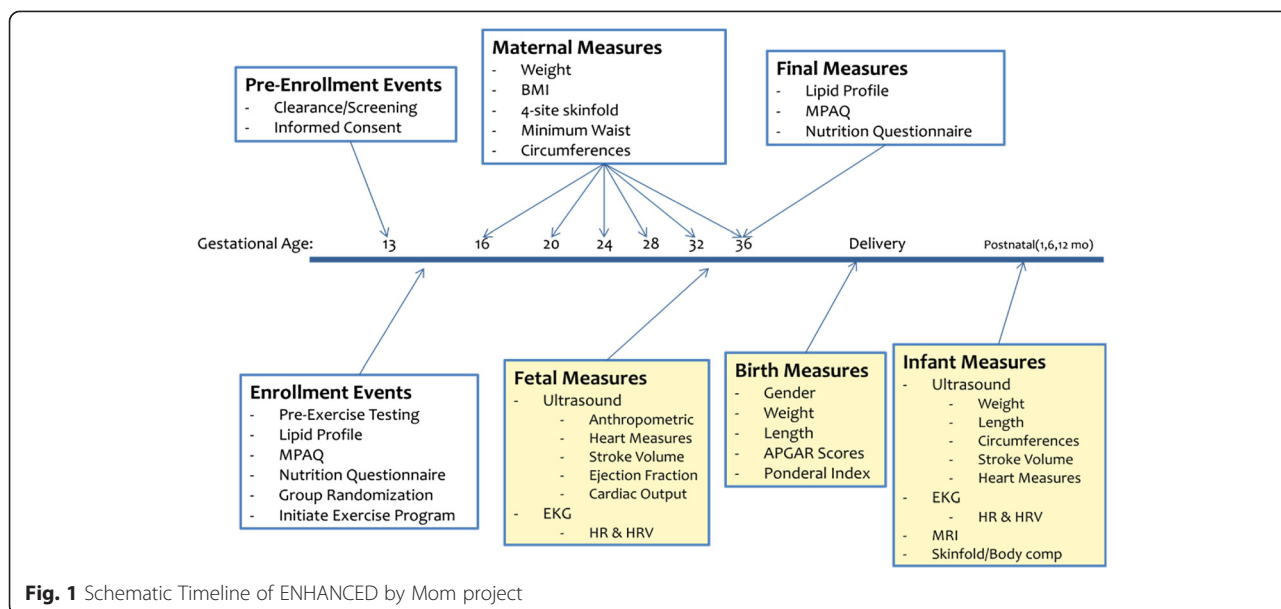 Pre-Enrollment Events
- Clearance/Screening
- Informed Consent
Maternal Measures
- Weight
- BMI
- 4-site skinfold
- Minimum Waist
- Circumferences
Final Measures
- Lipid Profile
- MPAQ
- Nutrition Questionnaire
Gestational Age: 13 16 20 24 28 32 36 Delivery Postnatal(1,6,12 mo)
Enrollment Events
- Pre-Exercise Testing
- Lipid Profile
- MPAQ
- Nutrition Questionnaire
- Group Randomization
- Initiate Exercise Program
Fetal Measures
- Ultrasound
- Anthropometric
- Heart Measures
- Stroke Volume
- Ejection Fraction
- Cardiac Output
- EKG
- HR & HRV
Birth Measures
- Gender
- Weight
- Length
- APGAR Scores
- Ponderal Index
Infant Measures
- Ultrasound
- Weight
- Length
- Circumferences
- Stroke Volume
- Heart Measures
- EKG
- HR & HRV
- MRI
- Skinfold/Body comp
Fig. 1 Schematic Timeline of ENHANCED by Mom project